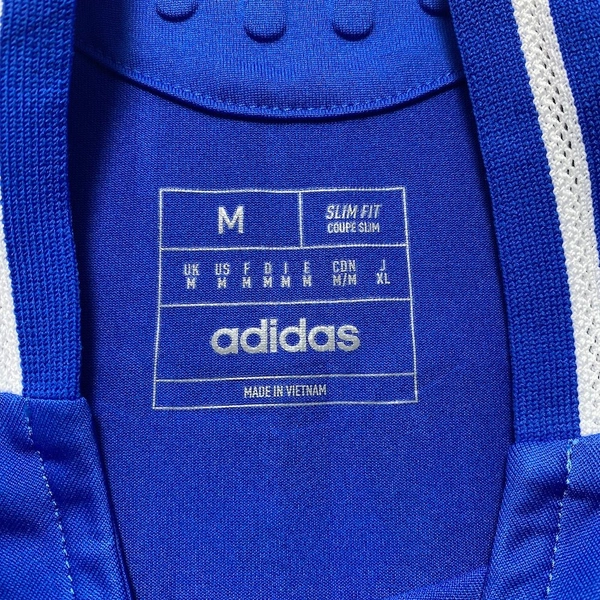 M
SLIM FIT
COUPE SLIM
UK US F D I E CDN J
M M M M M M M/M XL
adidas
MADE IN VIETNAM